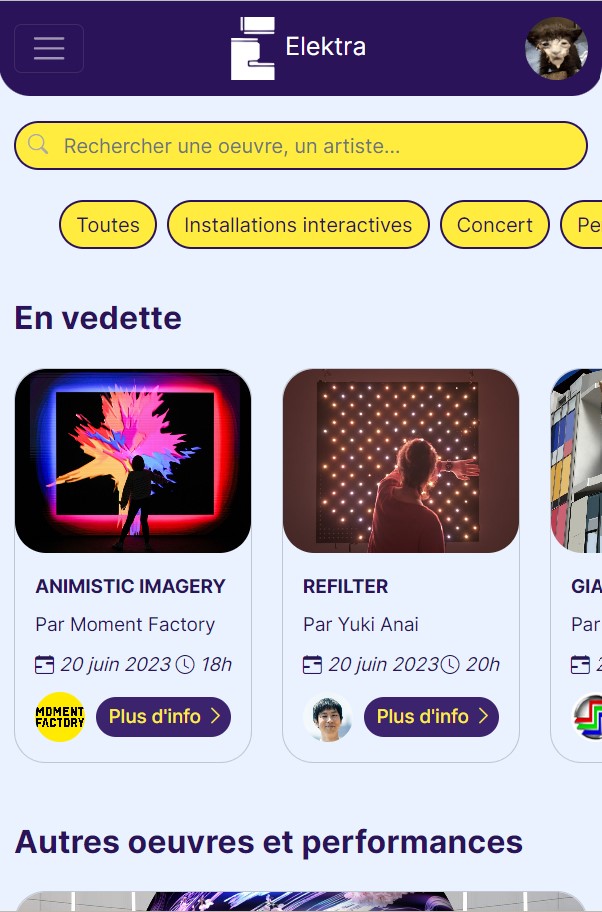 Elektra
Rechercher une oeuvre, un artiste...
Toutes
Installations interactives
Concert
Pe
En vedette
ANIMISTIC IMAGERY
Par Moment Factory
20 juin 2023 18h
MOMENT
FACTORY
Plus d'info
REFILTER
Par Yuki Anai
20 juin 2023 20h
Plus d'info
GIA
Par
2
Autres oeuvres et performances